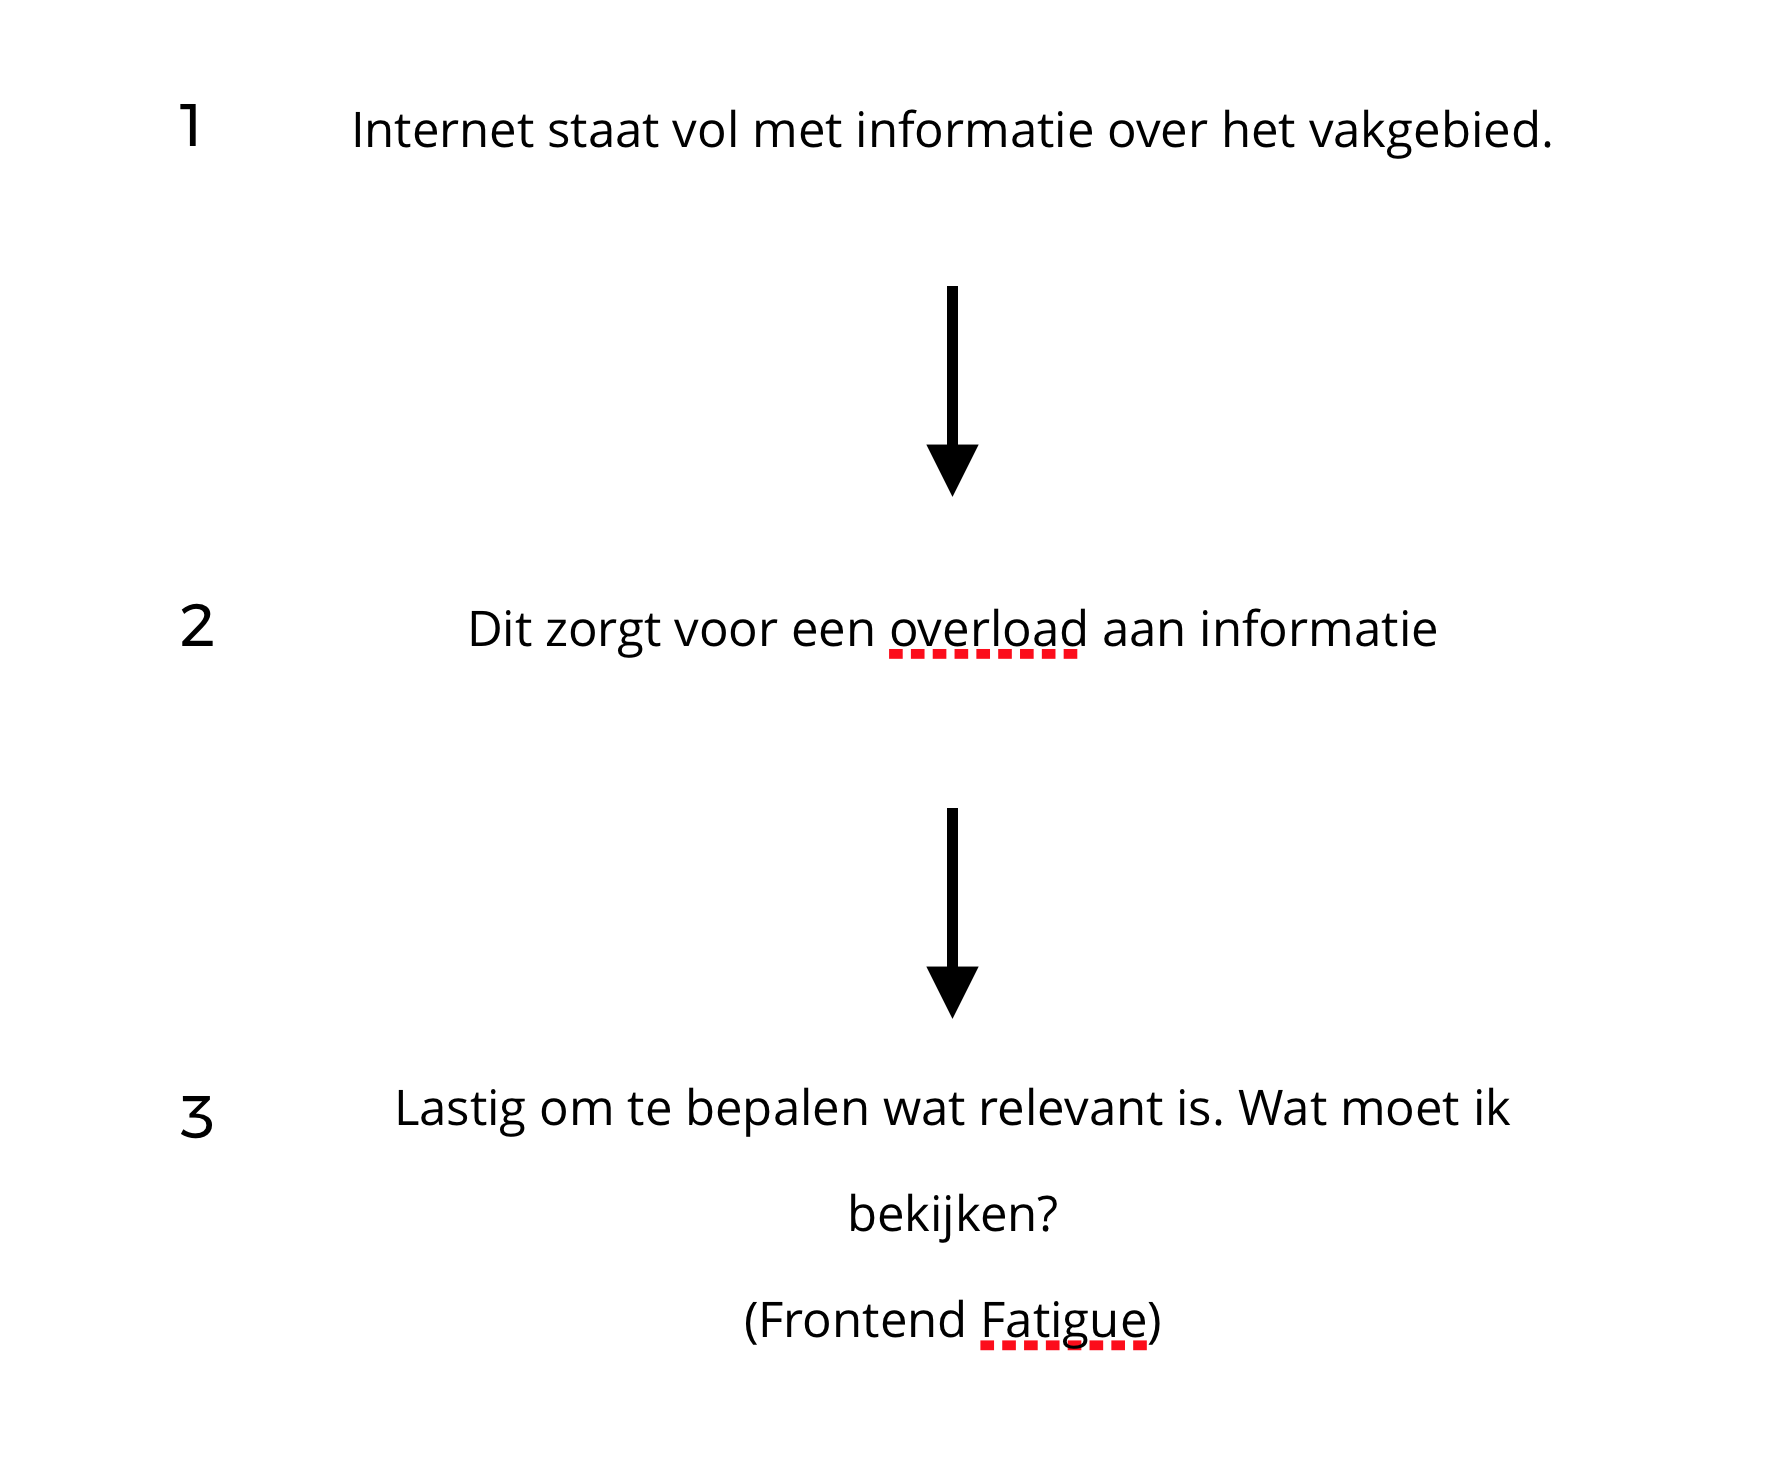 1 Internet staat vol met informatie over het vakgebied.
2 Dit zorgt voor een overload aan informatie
3 Lastig om te bepalen wat relevant is. Wat moet ik
bekijken?
(Frontend Fatigue)